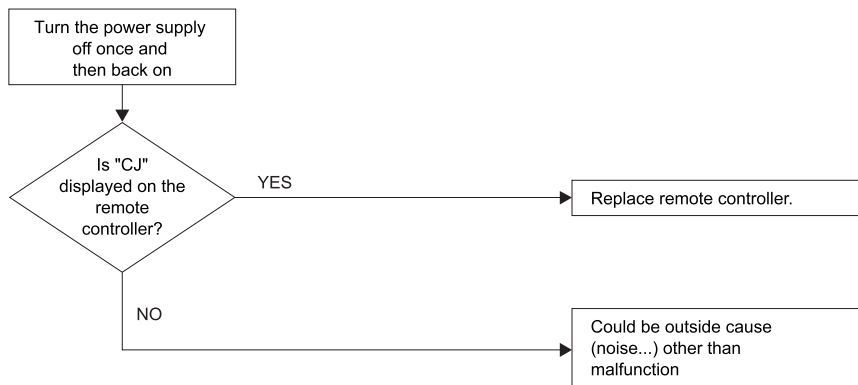 Turn the power supply
off once and
then back on
Is "CJ"
displayed on the
remote
controller?
YES
Replace remote controller.
NO
Could be outside cause
(noise...) other than
malfunction